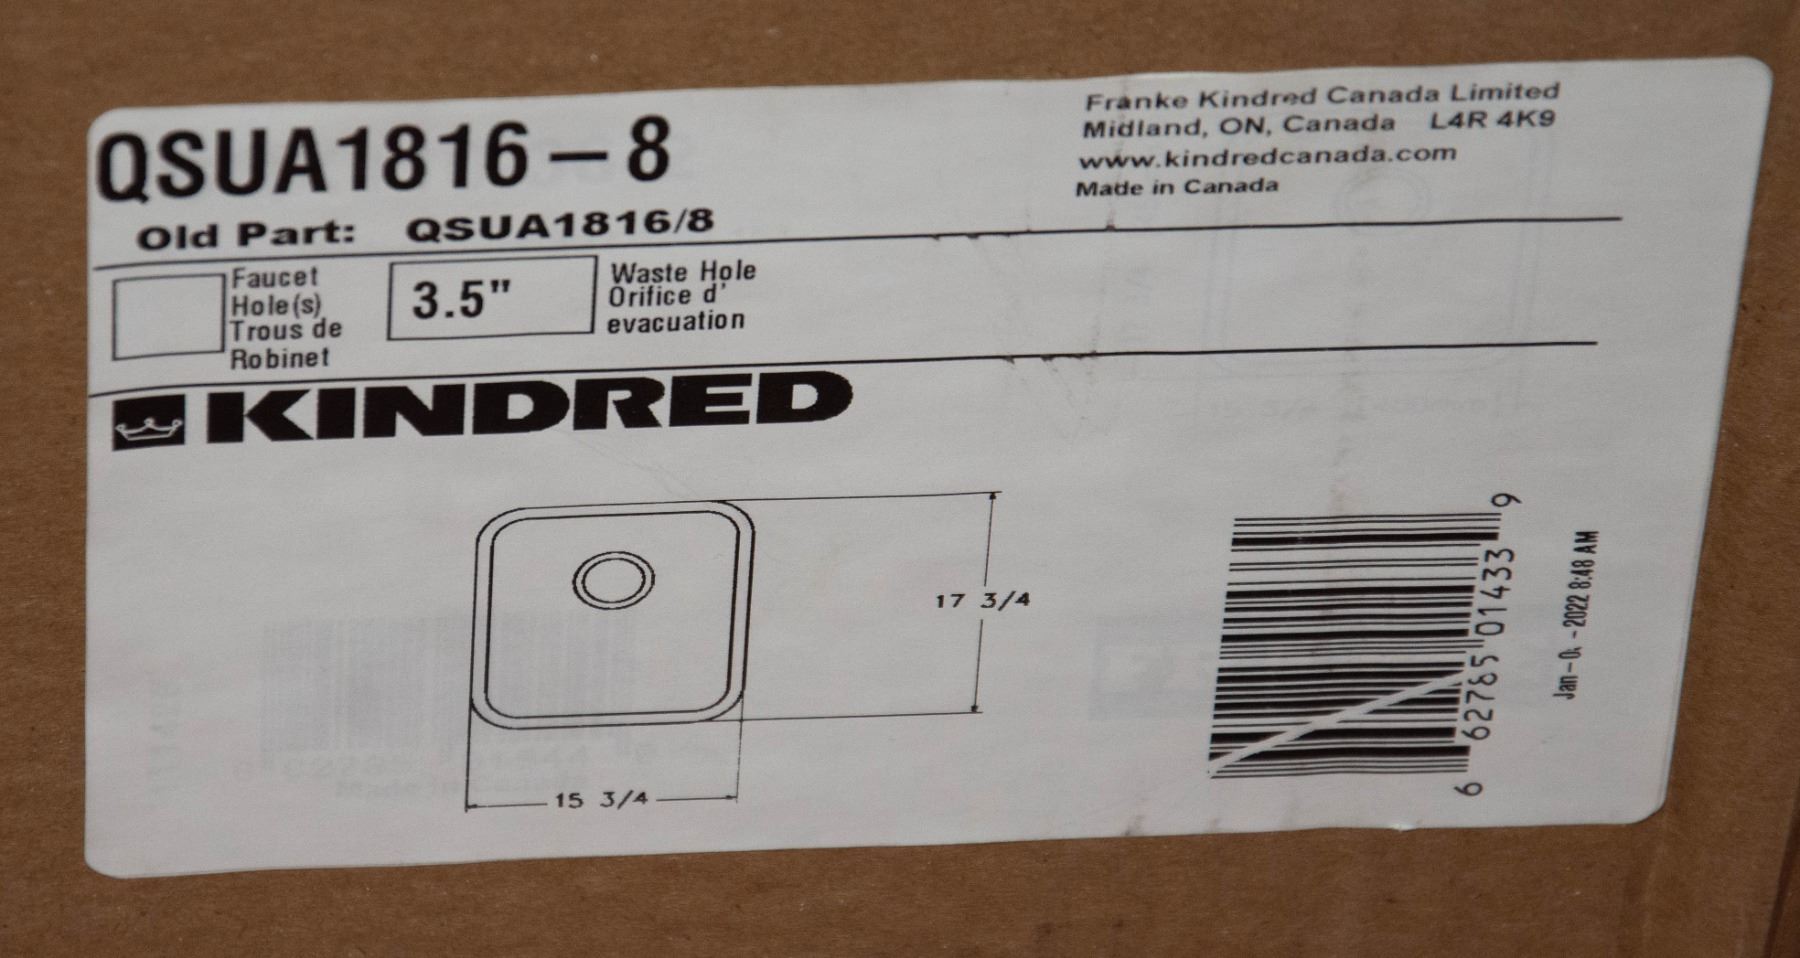 QSUA1816-8
Old Part: QSUA1816/8
Franke Kindred Canada Limited
Midland, ON, Canada L4R 4K9
www.kindredcanada.com
Made in Canada
Faucet
Hole(s)
Trous de
Robinet
3.5"
Waste Hole
Orifice d'
evacuation
KINDRED
17 3/4
15 3/4
6 62785 01433 9
2022 8:48 AM